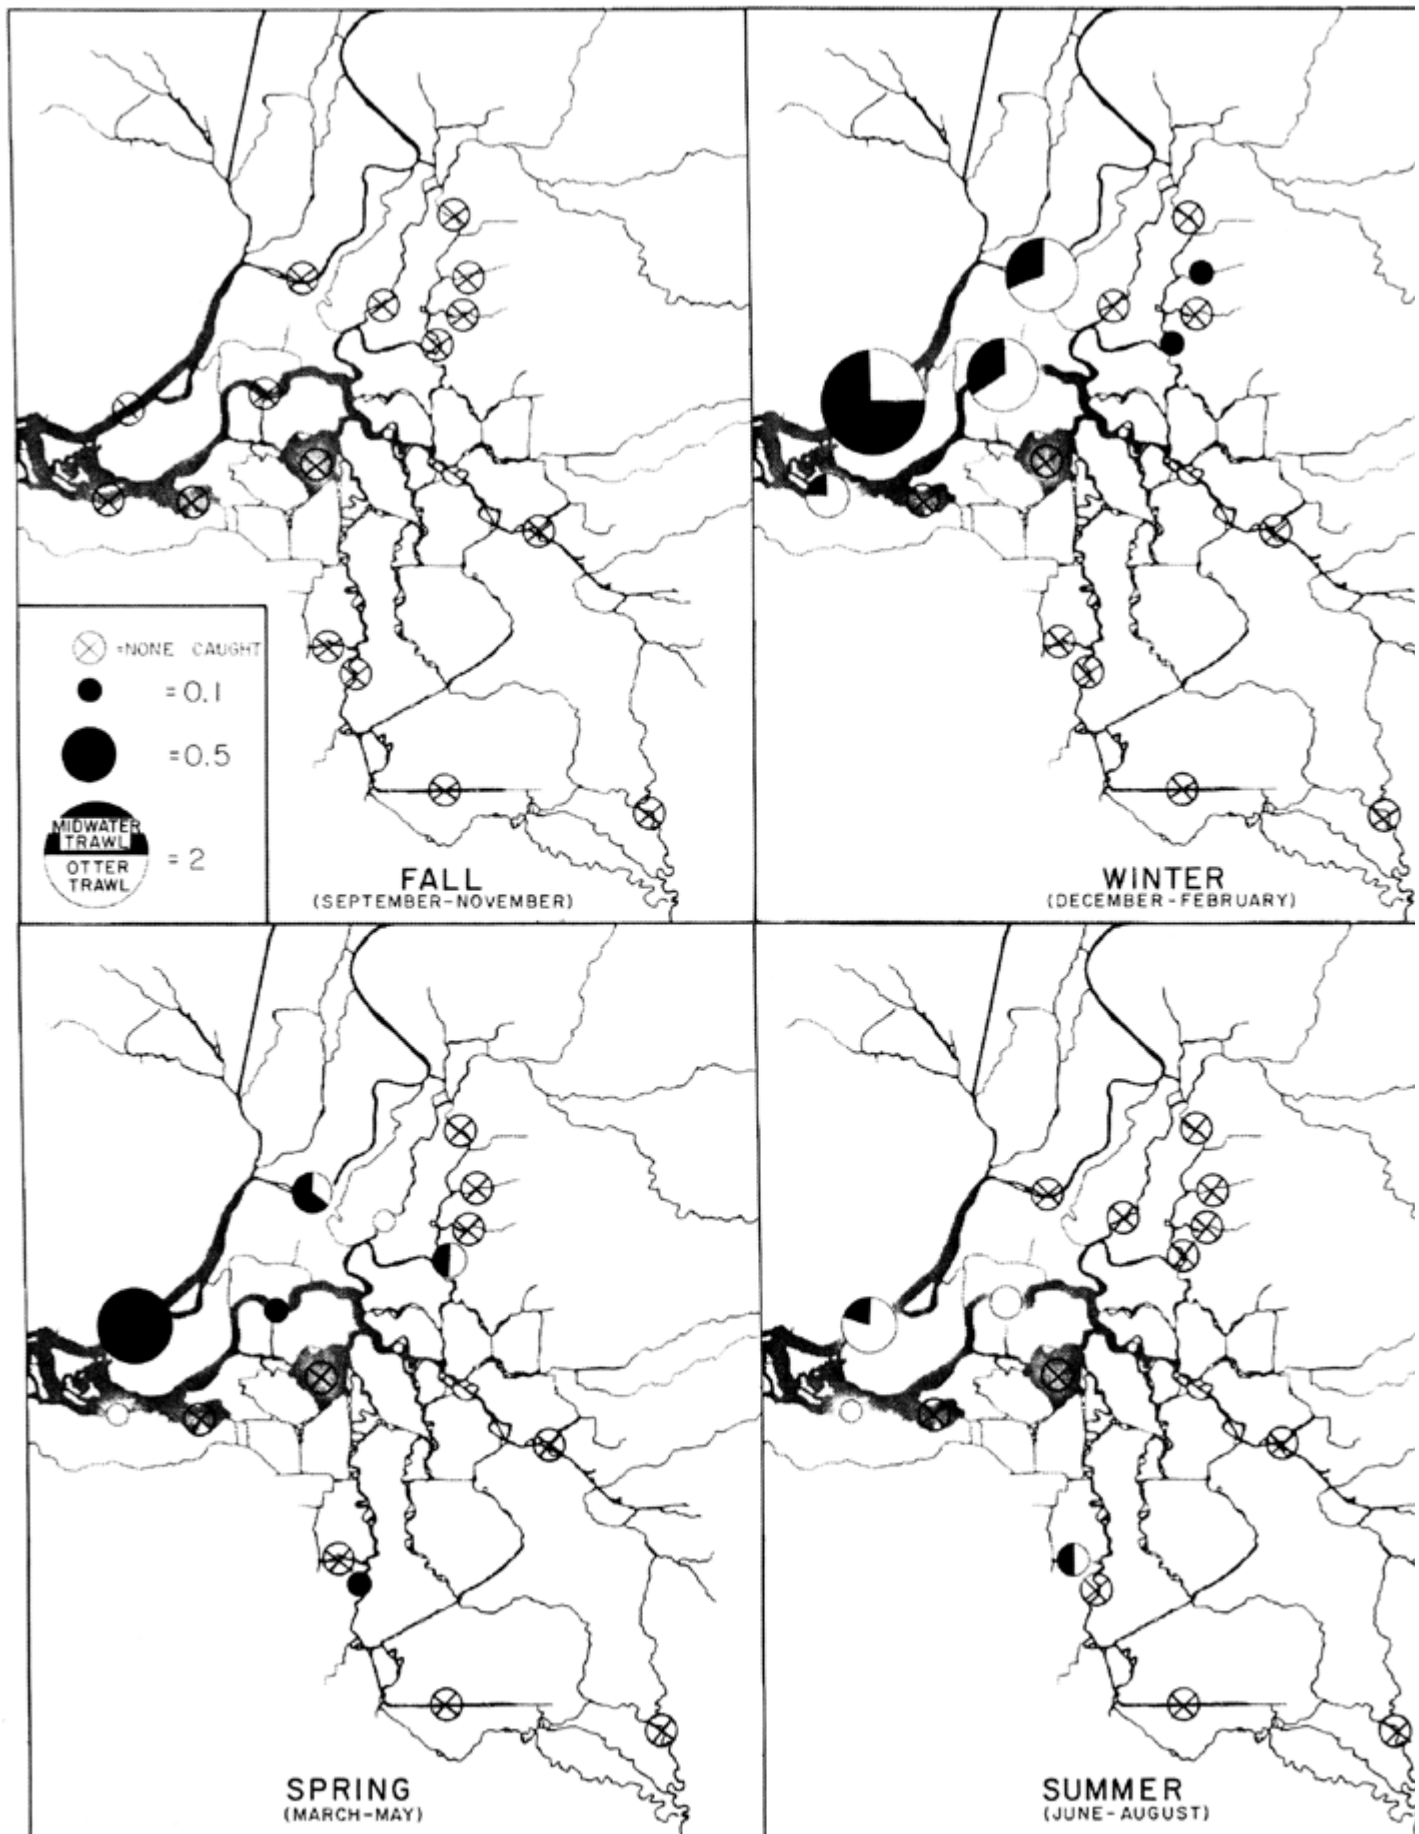 =NONE CAUGHT
=0.1
=0.5
MIDWATER
TRAWL
OTTER
TRAWL
=2
FALL
(SEPTEMBER-NOVEMBER)
WINTER
(DECEMBER-FEBRUARY)
SPRING
(MARCH-MAY)
SUMMER
(JUNE-AUGUST)